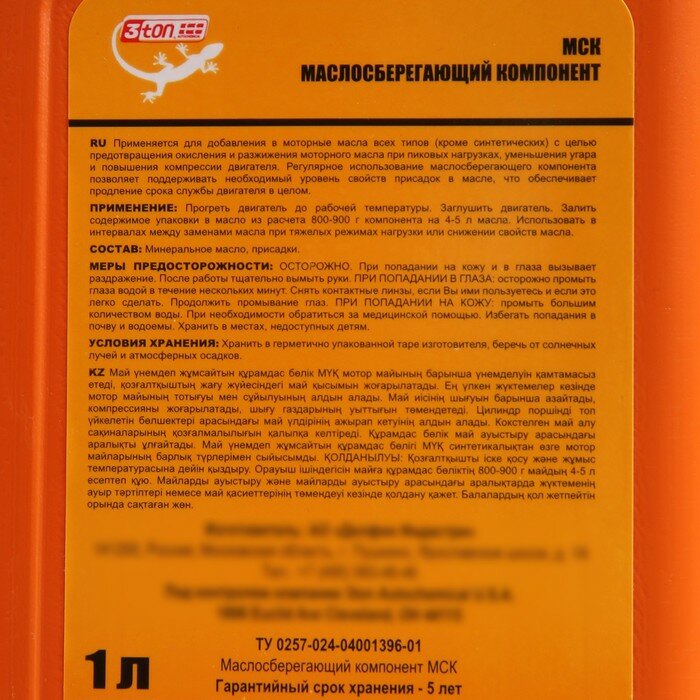 3ton
МСК
МАСЛОСБЕРЕГАЮЩИЙ КОМПОНЕНТ
RU Применяется для добавления в моторные масла всех типов (кроме синтетических) с целью
предотвращения окисления и разжижения моторного масла при пиковых нагрузках, уменьшения угара
и повышения компрессии двигателя. Регулярное использование маслосберегающего компонента
позволяет поддерживать необходимый уровень свойств присадок в масле, что обеспечивает
продление срока службы двигателя в целом.
ПРИМЕНЕНИЕ: Прогреть двигатель до рабочей температуры. Заглушить двигатель. Залить
содержимое упаковки в масло из расчета 800-900 г компонента на 4-5 л масла. Использовать в
интервалах между заменами масла при тяжелых режимах нагрузки или снижении свойств масла.
СОСТАВ: Минеральное масло, присадки.
МЕРЫ ПРЕДОСТОРОЖНОСТИ: ОСТОРОЖНО. При попадании на кожу и в глаза вызывает
раздражение. После работы тщательно вымыть руки. ПРИ ПОПАДАНИИ В ГЛАЗА: осторожно промыть
глаза водой в течение нескольких минут. Снять контактные линзы, если Вы ими пользуетесь и если это
легко сделать. Продолжить промывание глаз. ПРИ ПОПАДАНИИ НА КОЖУ: промыть большим
количеством воды. При необходимости обратиться за медицинской помощью. Избегать попадания в
почву и водоемы. Хранить в местах, недоступных детям.
УСЛОВИЯ ХРАНЕНИЯ: Хранить в герметично упакованной таре изготовителя, беречь от солнечных
лучей и атмосферных осадков.
KZ Май үнемдеп жұмсайтын құрамдас бөлік МҮҚ мотор майының барынша үнемделуін қамтамасыз
етеді, қозғалтқыштың жағу жүйесіндегі май қысымын жоғарылатады. Ең үлкен жүктемелер кезінде
мотор майының тотығуы мен сұйылуының алдын алады. Май иісінің шығуын барынша азайтады,
компрессияны жоғарылатады, шығу газдарының уыттығын төмендетеді. Цилиндр поршінді топ
үйкелетін бөлшектері арасындағы май үлдірінің ажырап кетуінің алдын алады. Кокстелген май алу
сақиналарының қозғалмалылығын қалыпқа келтіреді. Құрамдас бөлік май ауыстыру арасындағы
аралықты ұлғайтады. Май үнемдеп жұмсайтын құрамдас бөлігі МҮҚ синтетикалықтан өзге мотор
майларының барлық түрлерімен сыйысымды. ҚОЛДАНЫЛУЫ: Қозғалтқышты іске қосу және жұмыс
температурасына дейін қыздыру. Орауыш ішіндегісін майға құрамдас бөліктің 800-900 г майдың 4-5 л
есептеп құю. Майларды ауыстыру және майларды ауыстыру арасындағы аралықтарда жүктеменің
ауыр тәртіптері немесе май қасиеттерінің төмендеуі кезінде қолдану қажет. Балалардың қол жетпейтін
орында сақтаған жөн.
ТУ 0257-024-04001396-01
1 л
Маслосберегающий компонент МСК
Гарантийный срок хранения - 5 лет